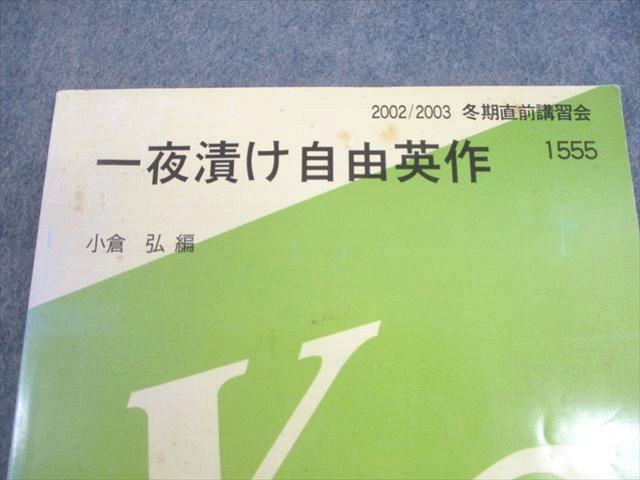 2002/2003 冬期直前講習会
一夜漬け自由英作 1555
小倉 弘 編
Y